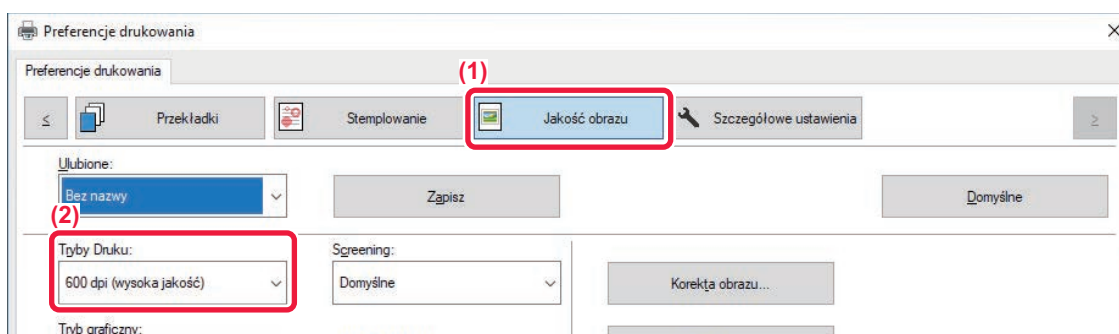 Preferencje drukowania
Preferencje drukowania
(1)
Przekładki
Stemplowanie
Jakość obrazu
Szczegółowe ustawienia
Ulubione:
Bez nazwy
Zapisz
Domyślne
(2)
Tryby Druku:
Screening:
600 dpi (wysoka jakość)
Domyślne
Korekta obrazu...
Tryb graficzny: